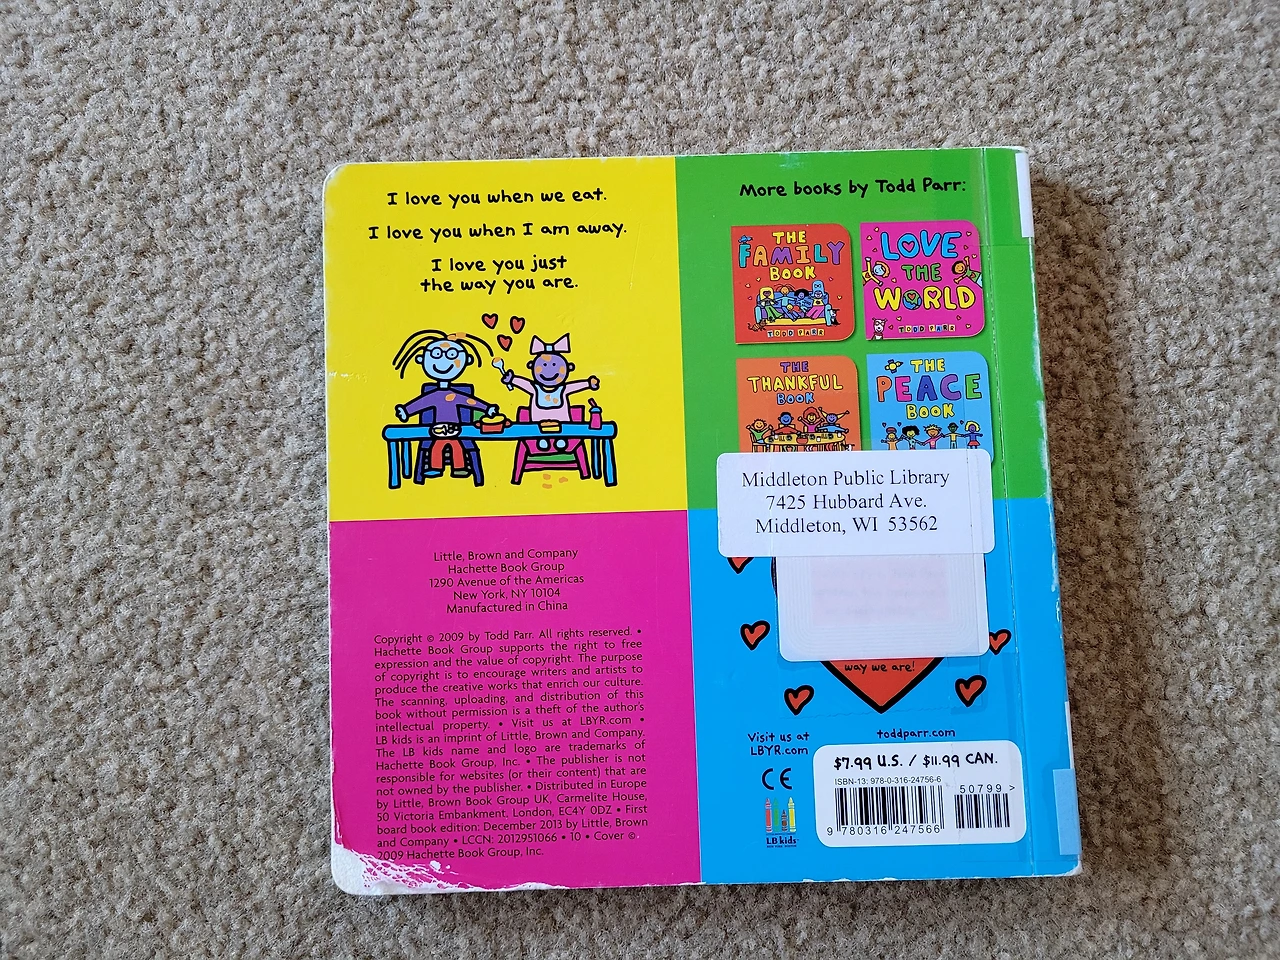 I love you when we eat.
I love you when I am away.
I love you just
the way you are.
Little, Brown and Company
Hachette Book Group
1290 Avenue of the Americas
New York, NY 10104
Manufactured in China
Copyright © 2009 by Todd Parr. All rights reserved. •
Hachette Book Group supports the right to free
expression and the value of copyright. The purpose
of copyright is to encourage writers and artists to
produce the creative works that enrich our culture.
The scanning, uploading, and distribution of this
book without permission is a theft of the author's
intellectual property. • Visit us at LBYR.com •
LB kids is an imprint of Little, Brown and Company.
The LB kids name and logo are trademarks of
Hachette Book Group, Inc. • The publisher is not
responsible for websites (or their content) that are
not owned by the publisher. • Distributed in Europe
by Little, Brown Book Group UK, Carmelite House,
50 Victoria Embankment, London, EC4Y 0DZ • First
board book edition: December 2013 by Little, Brown
and Company • LCCN: 2012951066 • 10 • Cover ©
2009 Hachette Book Group, Inc.
More books by Todd Parr:
THE
FAMILY
BOOK
TODD PARR
LOVE
THE
WORLD
TODD PARR
THE
THANKFUL
BOOK
THE
PEACE
BOOK
Middleton Public Library
7425 Hubbard Ave.
Middleton, WI 53562
way we are!
Visit us at
LBYR.com
toddparr.com
CE
LB kids
$7.99 U.S. / $11.99 CAN.
ISBN-13: 978-0-316-24756-6
50799 >
9 780316 247566